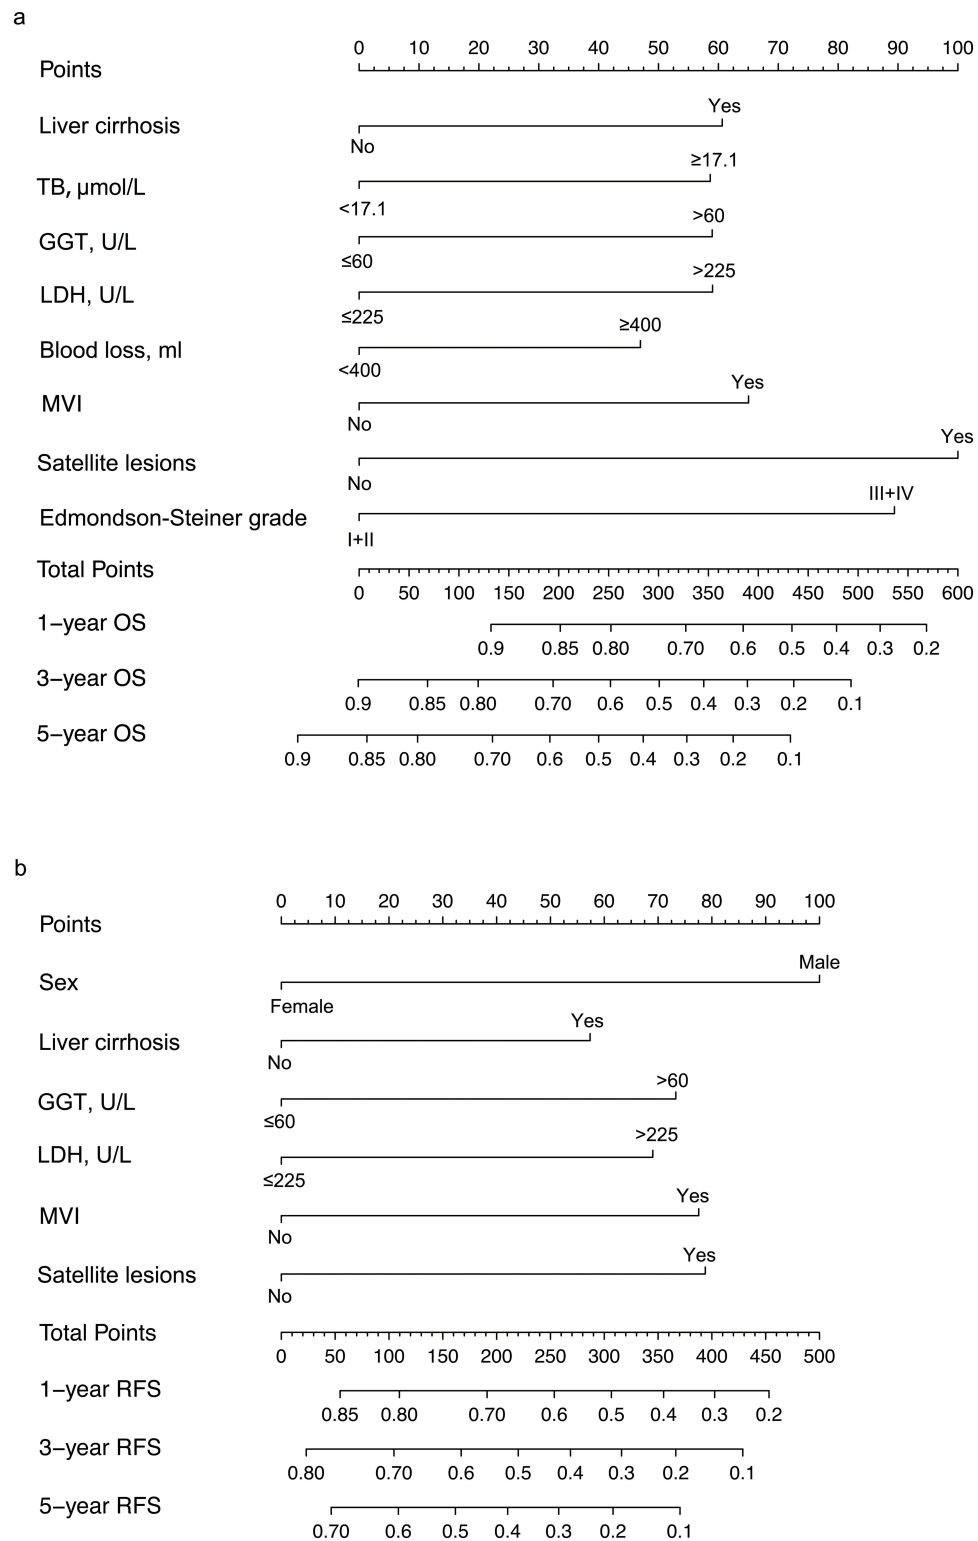 a
0 10 20 30 40 50 60 70 80 90 100
Points
Yes
Liver cirrhosis
No
≥17.1
TB, μmol/L
<17.1
>60
GGT, U/L
≤60
>225
LDH, U/L
≤225
≥400
Blood loss, ml
<400
Yes
MVI
No
Yes
Satellite lesions
No
III+IV
Edmondson-Steiner grade
I+II
Total Points
0 50 100 150 200 250 300 350 400 450 500 550 600
1−year OS
0.9 0.85 0.80 0.70 0.6 0.5 0.4 0.3 0.2
3−year OS
0.9 0.85 0.80 0.70 0.6 0.5 0.4 0.3 0.2 0.1
5−year OS
0.9 0.85 0.80 0.70 0.6 0.5 0.4 0.3 0.2 0.1
b
0 10 20 30 40 50 60 70 80 90 100
Points
Male
Sex
Female
Yes
Liver cirrhosis
No
>60
GGT, U/L
≤60
>225
LDH, U/L
≤225
Yes
MVI
No
Yes
Satellite lesions
No
Total Points
0 50 100 150 200 250 300 350 400 450 500
1−year RFS
0.85 0.80 0.70 0.6 0.5 0.4 0.3 0.2
3−year RFS
0.80 0.70 0.6 0.5 0.4 0.3 0.2 0.1
5−year RFS
0.70 0.6 0.5 0.4 0.3 0.2 0.1